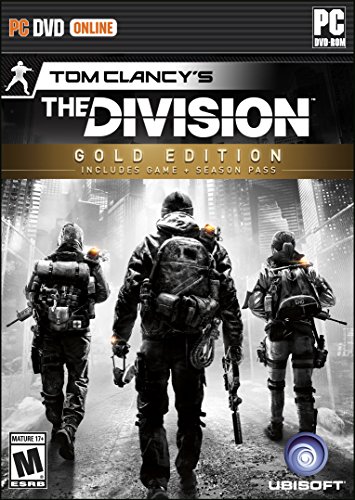 PC DVD ONLINE
PC
DVD-ROM
TOM CLANCY'S
THE DIVISION™
GOLD EDITION
INCLUDES GAME + SEASON PASS
MATURE 17+
M
ESRB
UBISOFT